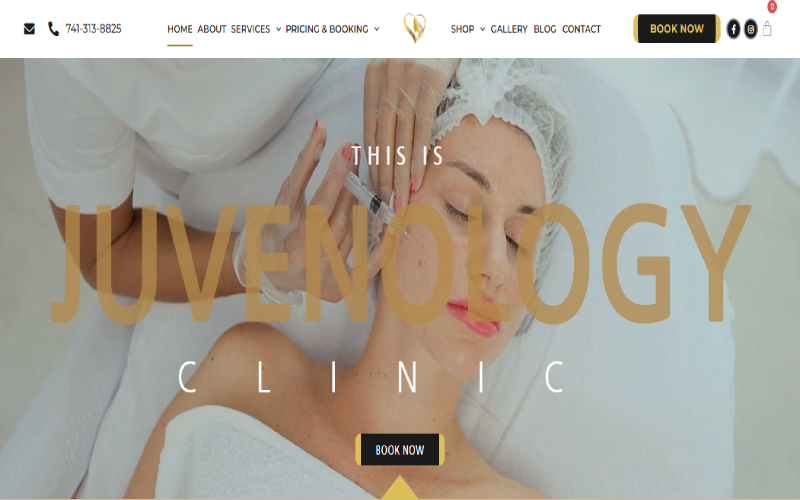 741-313-8825 HOME ABOUT SERVICES PRICING & BOOKING SHOP GALLERY BLOG CONTACT BOOK NOW 0
THIS IS
JUVENOLOGY
CLINIC
BOOK NOW